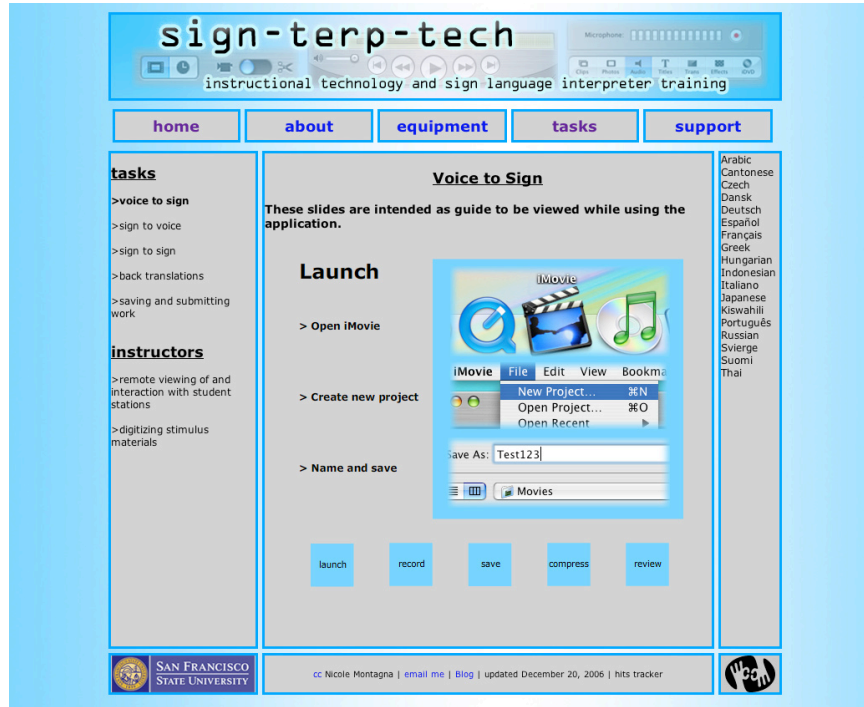 sign-terp-tech
Microphone:
Clips Photos Audio Titles Trans Effects iDVD
instructional technology and sign language interpreter training
home
about
equipment
tasks
support
tasks
>voice to sign
>sign to voice
>sign to sign
>back translations
>saving and submitting
work
instructors
>remote viewing of and
interaction with student
stations
>digitizing stimulus
materials
Voice to Sign
These slides are intended as guide to be viewed while using the
application.
Launch
> Open iMovie
> Create new project
> Name and save
iMovie
iMovie File Edit View Bookma
New Project... ⌘N
Open Project... ⌘O
Open Recent
Save As: Test123
Movies
launch
record
save
compress
review
Arabic
Cantonese
Czech
Dansk
Deutsch
Español
Français
Greek
Hungarian
Indonesian
Italiano
Japanese
Kiswahili
Português
Russian
Svierge
Suomi
Thai
SAN FRANCISCO
STATE UNIVERSITY
cc Nicole Montagna | email me | Blog | updated December 20, 2006 | hits tracker